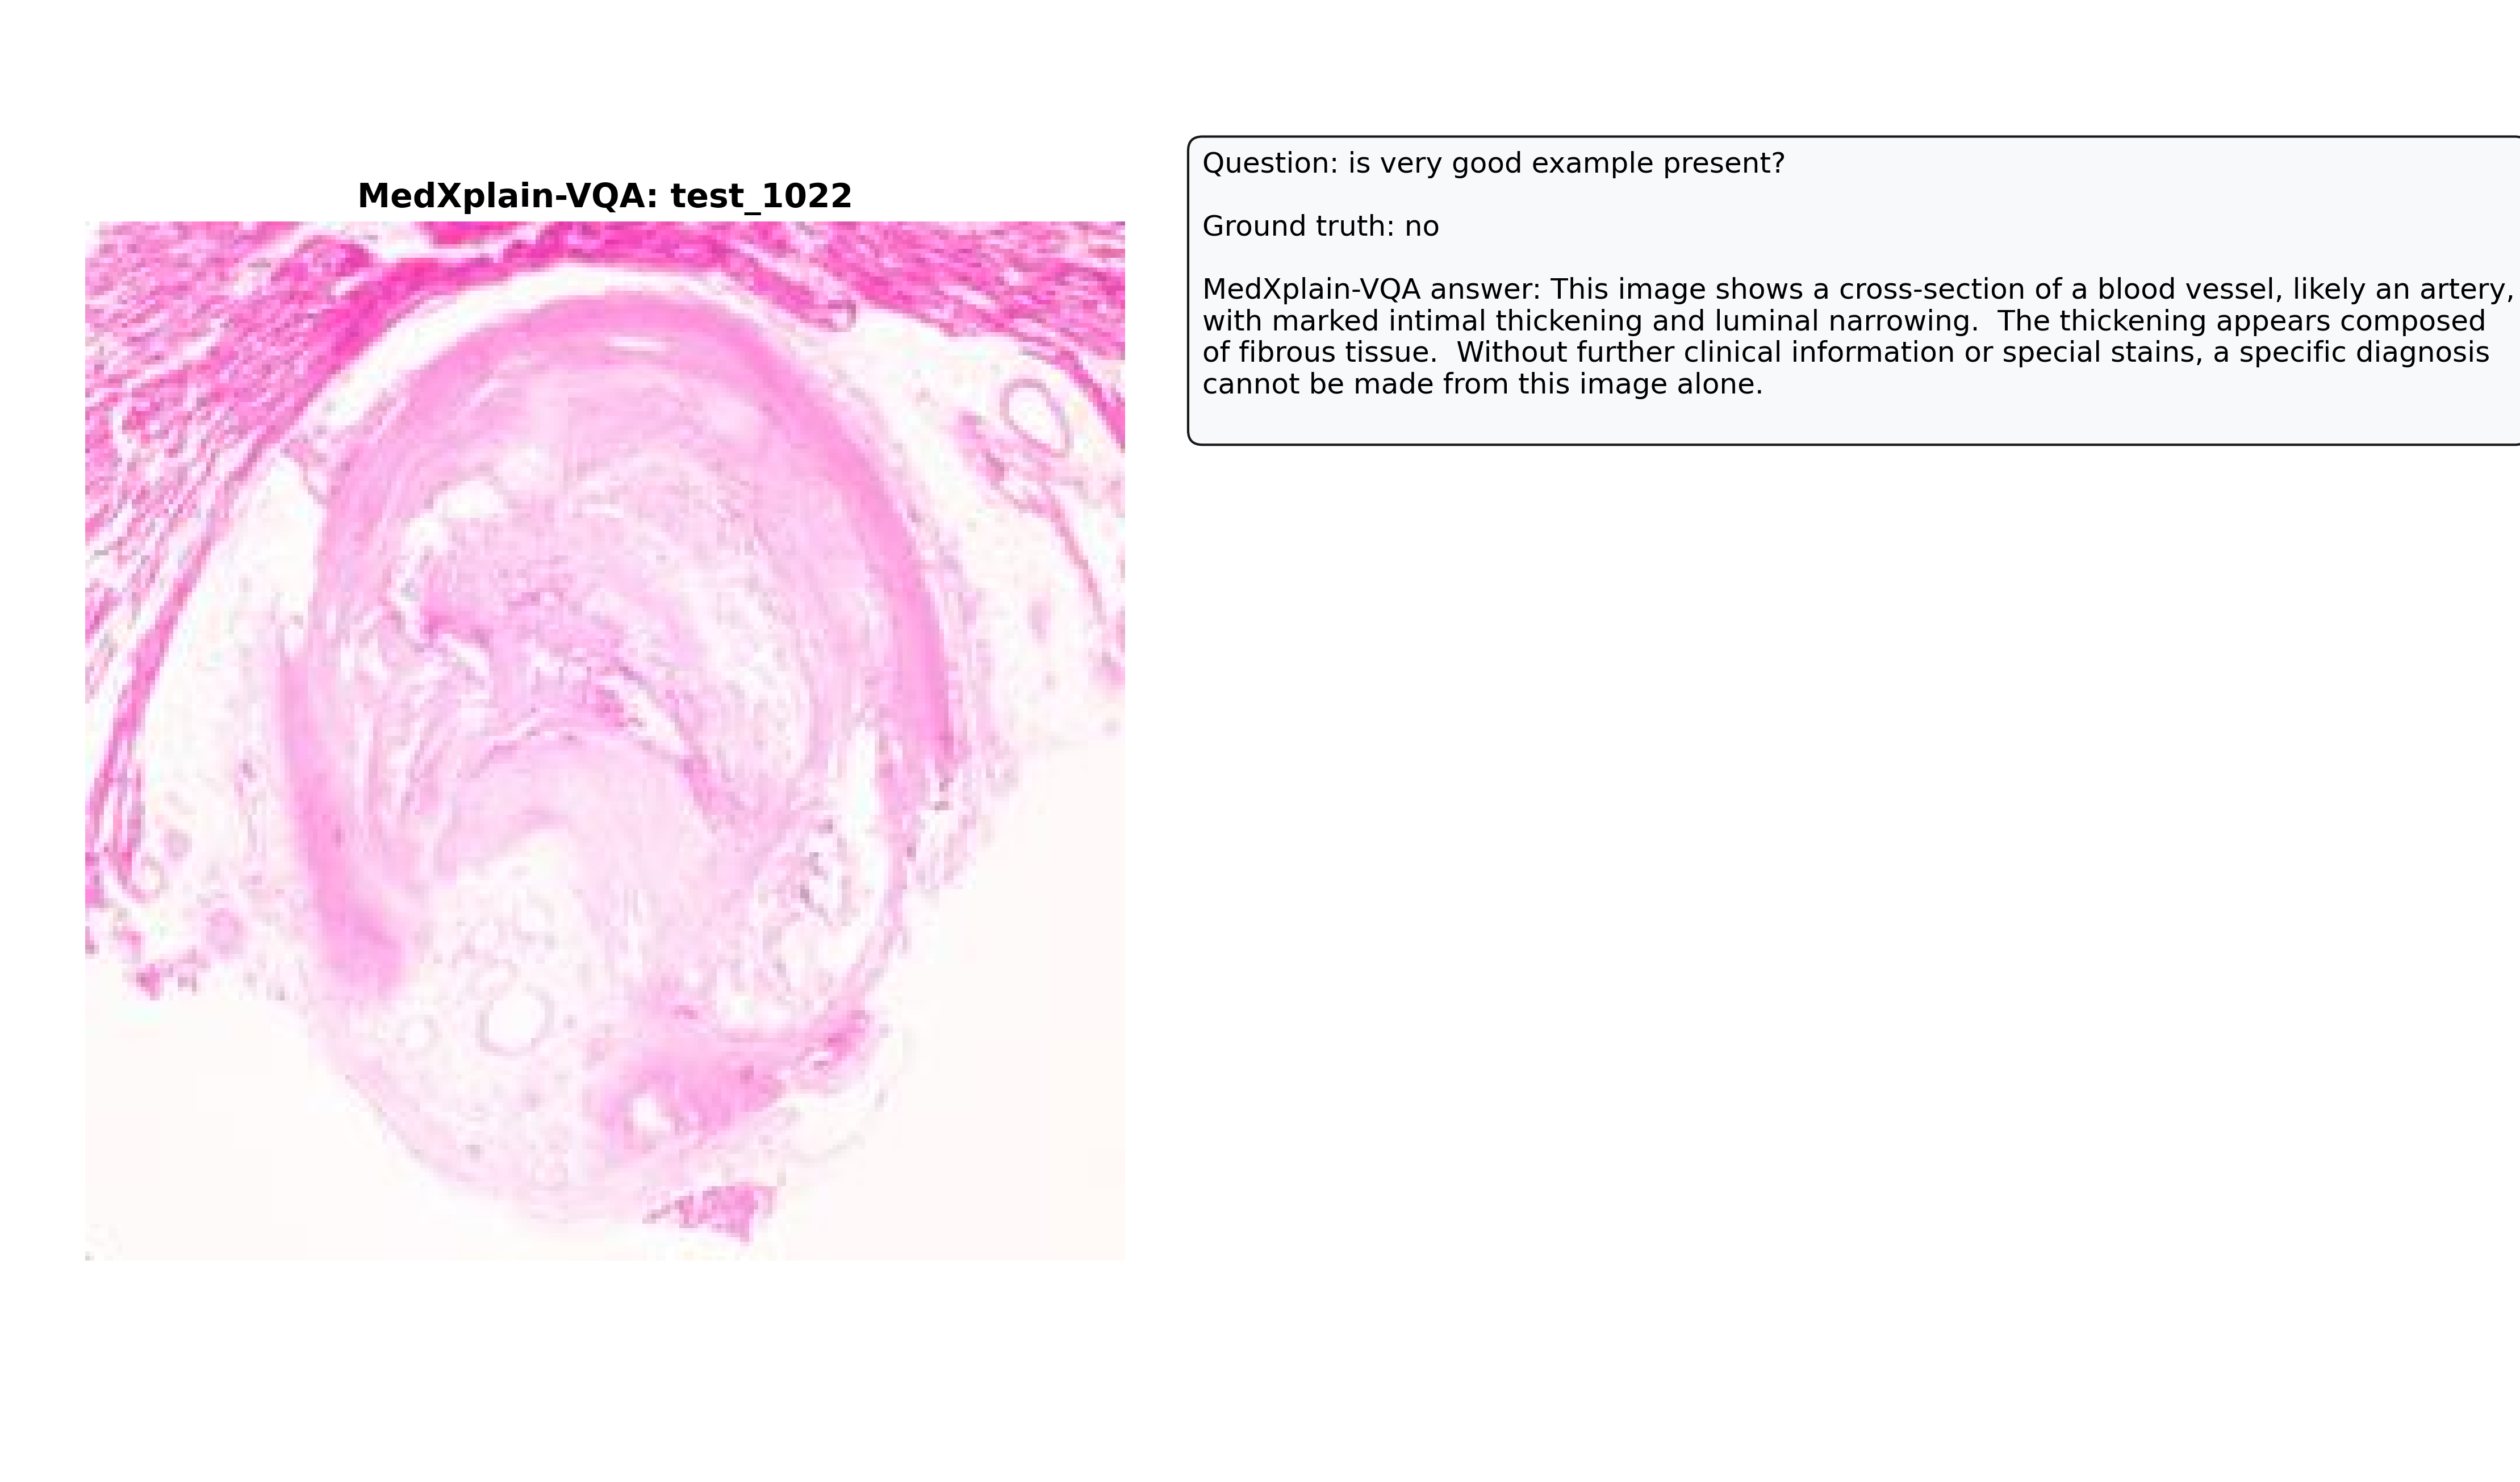 MedXplain-VQA: test_1022
Question: is very good example present?
Ground truth: no
MedXplain-VQA answer: This image shows a cross-section of a blood vessel, likely an artery,
with marked intimal thickening and luminal narrowing.  The thickening appears composed
of fibrous tissue.  Without further clinical information or special stains, a specific diagnosis
cannot be made from this image alone.